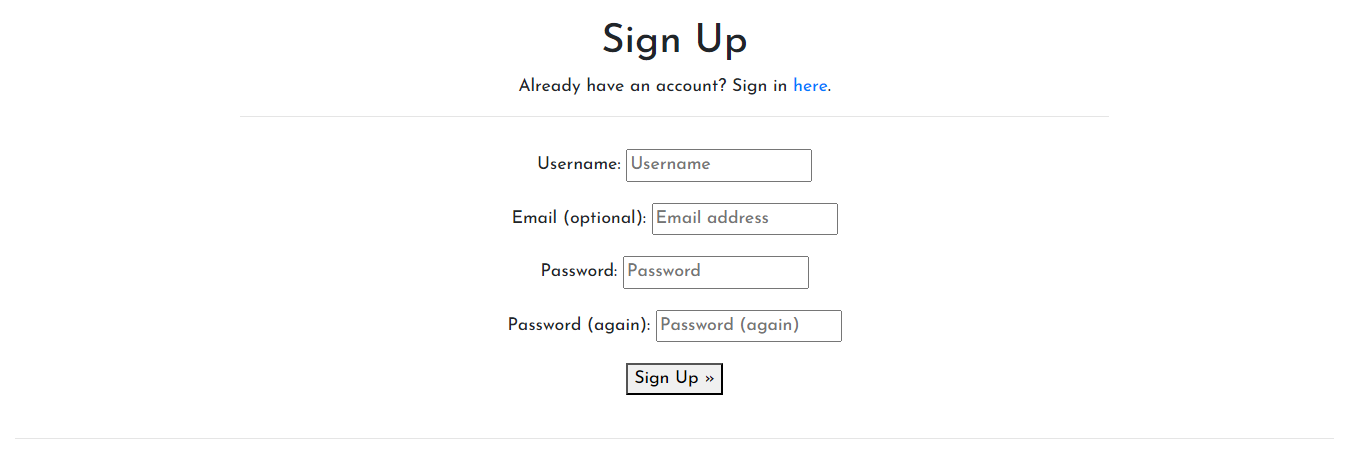 Sign Up
Already have an account? Sign in here.
Username: Username
Email (optional): Email address
Password: Password
Password (again): Password (again)
Sign Up »